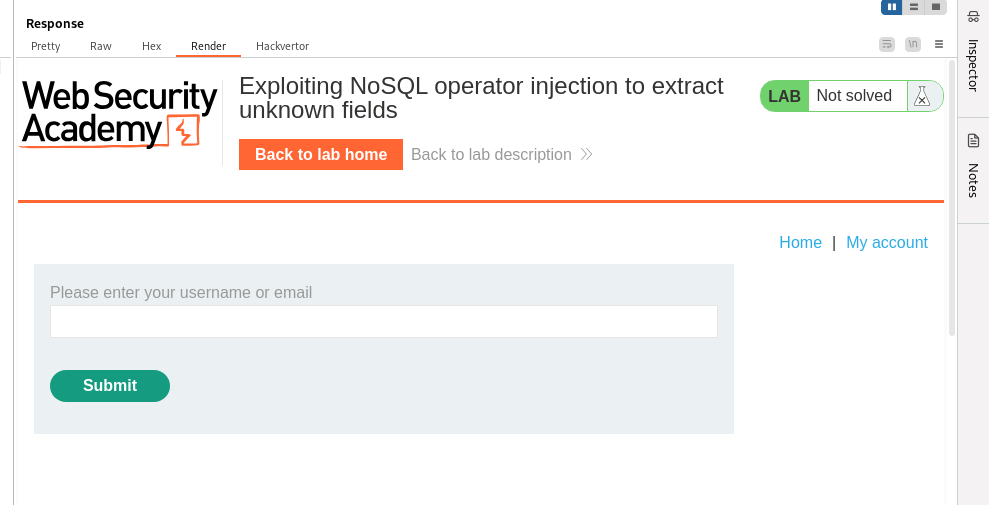 Response
Pretty Raw Hex Render Hackvertor
\n
Inspector
Notes
Web Security
Academy
Exploiting NoSQL operator injection to extract
unknown fields
LAB Not solved
Back to lab home Back to lab description
Home | My account
Please enter your username or email
Submit